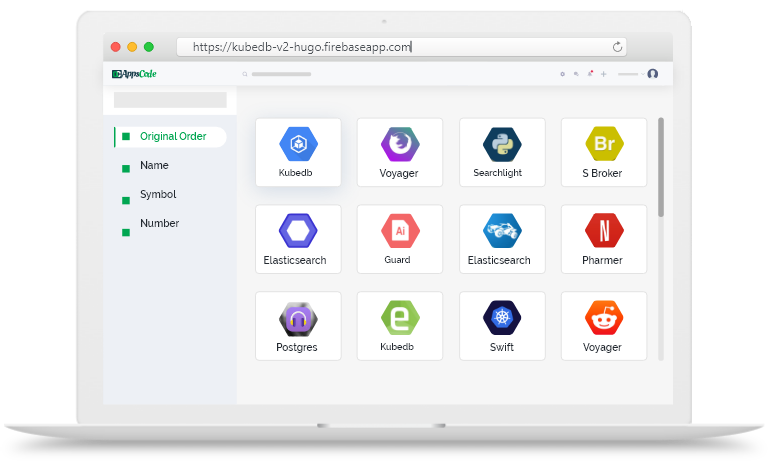 https://kubedb-v2-hugo.firebaseapp.com
AppsCode
Original Order
Name
Symbol
Number
Kubedb
Voyager
Searchlight
Br
S Broker
Elasticsearch
Ai
Guard
Elasticsearch
N
Pharmer
Postgres
e
Kubedb
Swift
Voyager